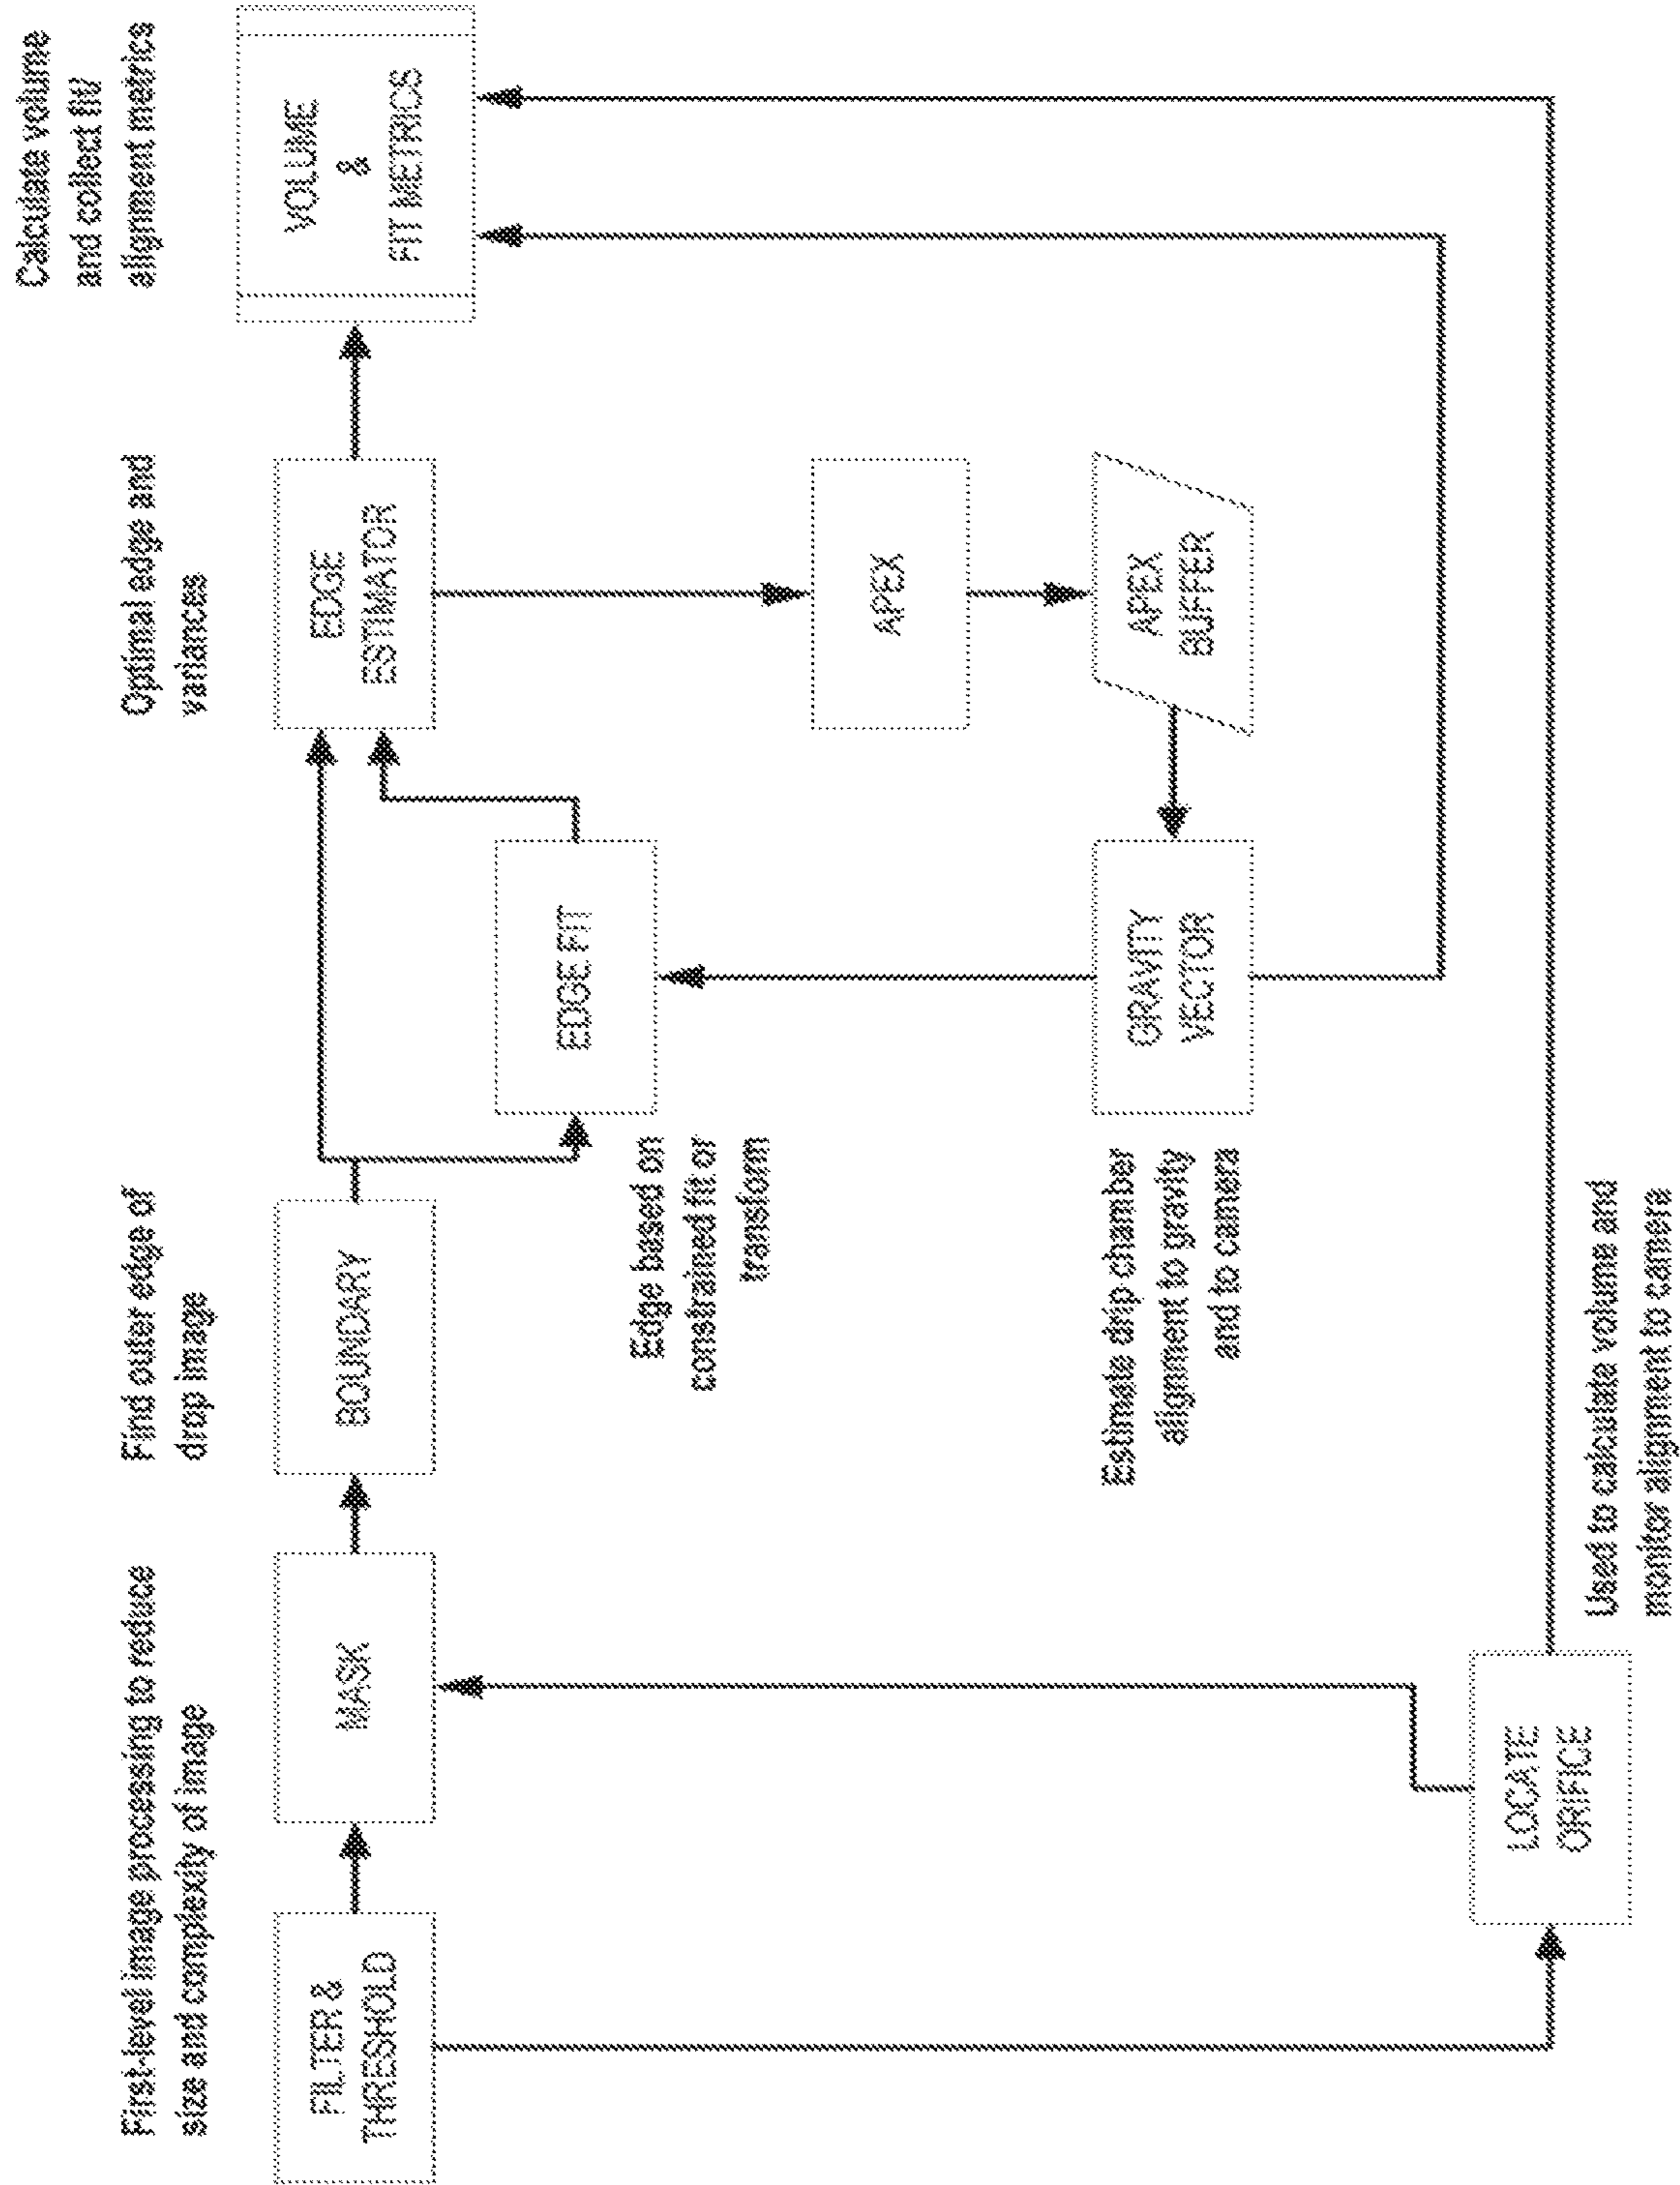 First-level image processing to reduce
size and complexity of image
Find outer edge of
drop image
Optimal edge and
variances
Calculate volume
and collect fit/
alignment metrics
FILTER &
THRESHOLD
MASK
BOUNDARY
EDGE
ESTIMATOR
VOLUME
&
FIT METRICS
EDGE FIT
Edge based on
constrained fit or
transform
APEX
GRAVITY
VECTOR
APEX
BUFFER
Estimate drip chamber
alignment to gravity
and to camera
LOCATE
ORIFICE
Used to calculate volume and
monitor alignment to camera